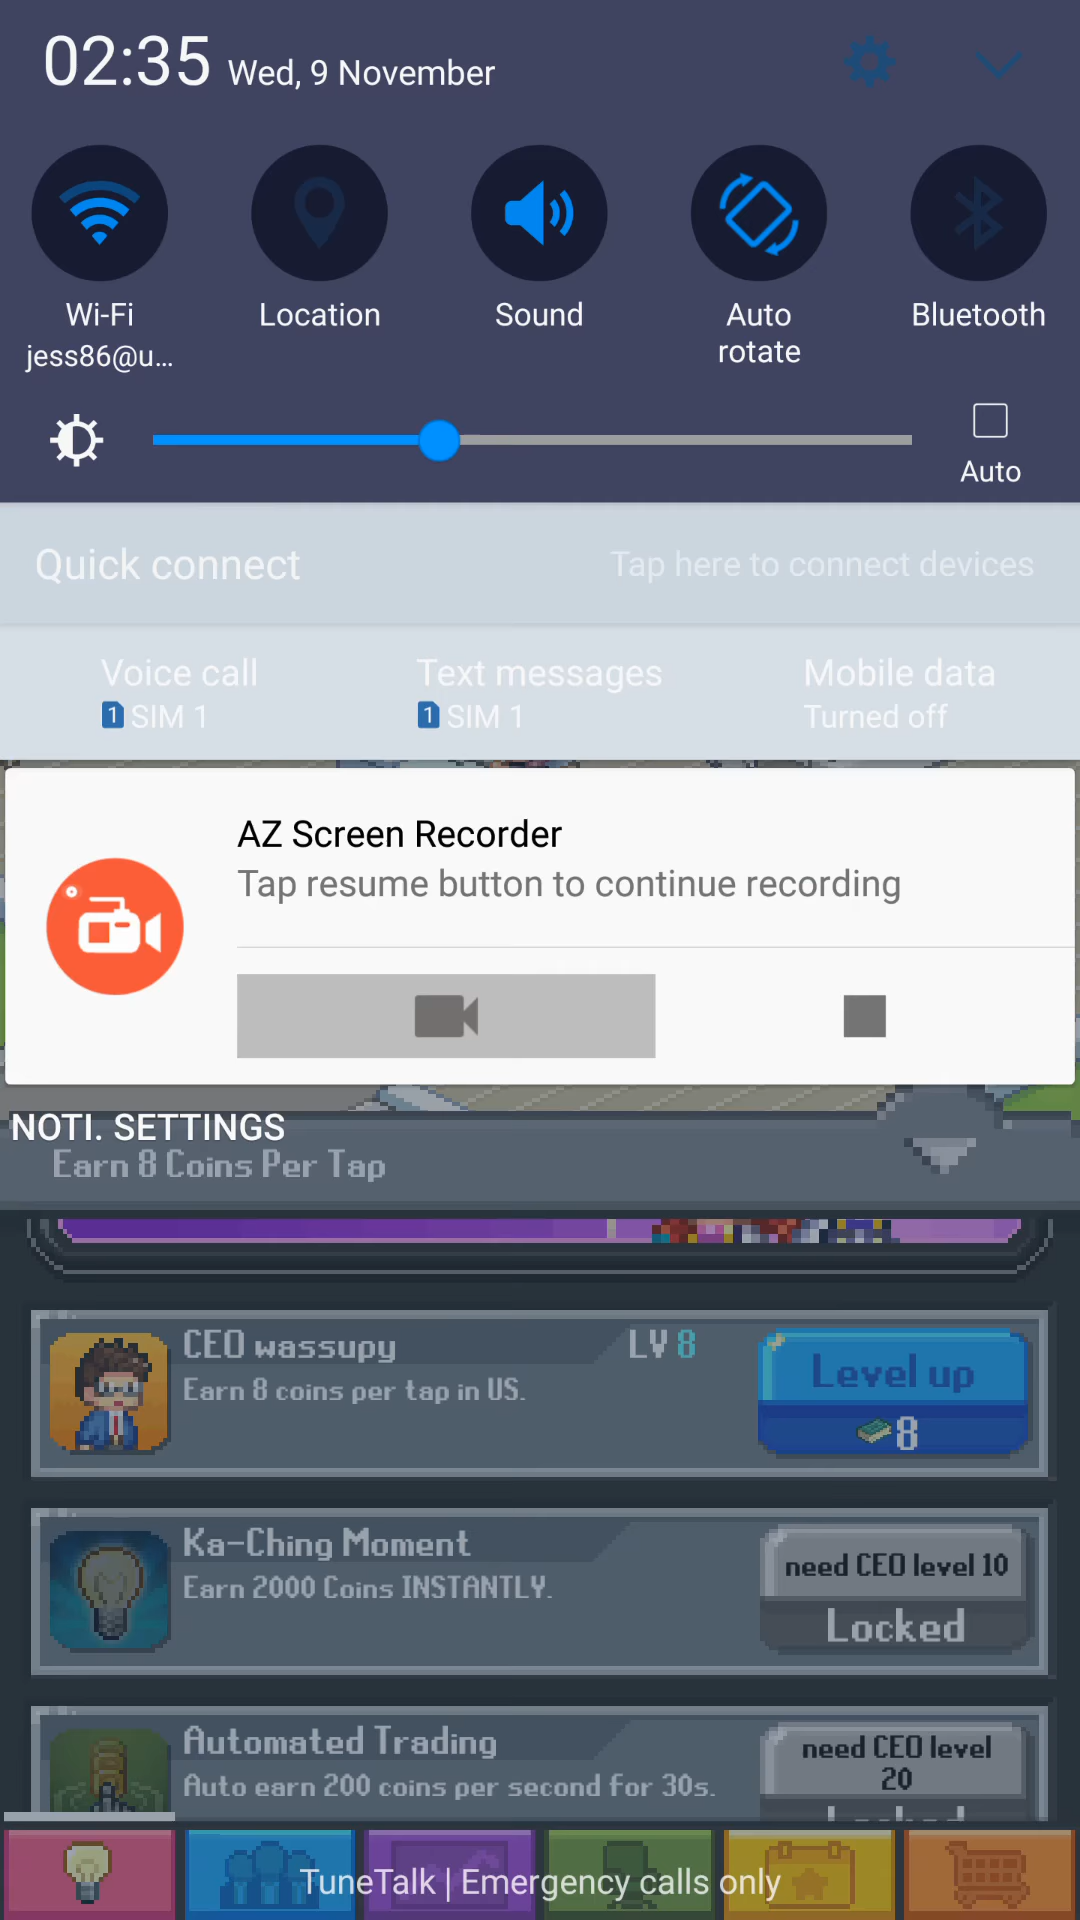 02:35 Wed, 9 November
Wi-Fi
jess86@u...
Location
Sound
Auto
rotate
Bluetooth
Auto
Quick connect
Tap here to connect devices
Voice call
1 SIM 1
Text messages
1 SIM 1
Mobile data
Turned off
AZ Screen Recorder
Tap resume button to continue recording
NOTI. SETTINGS
Earn 8 Coins Per Tap
CEO wassupy
LV 8
Earn 8 coins per tap in US.
Level up
8
Ka-Ching Moment
Earn 2000 Coins INSTANTLY.
need CEO level 10
Locked
Automated Trading
Auto earn 200 coins per second for 30s.
need CEO level
20
Locked
TuneTalk | Emergency calls only